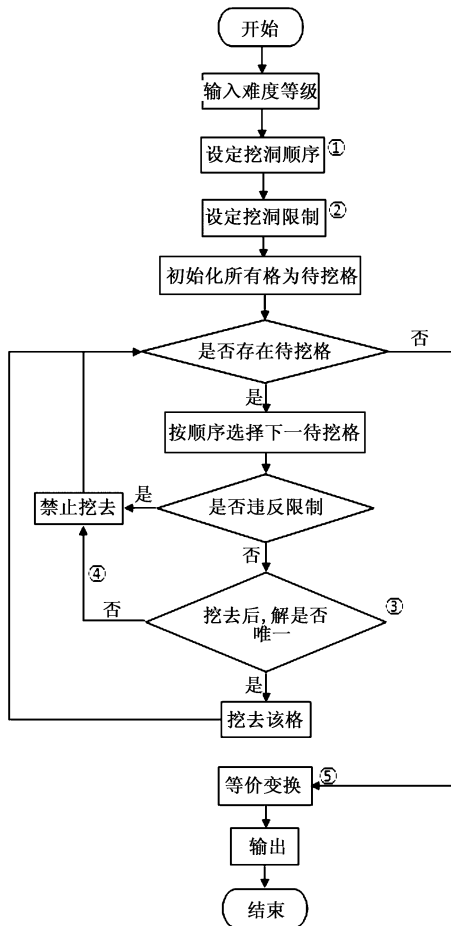 开始
输入难度等级
设定挖洞顺序 ①
设定挖洞限制 ②
初始化所有格为待挖格
是否存在待挖格
否
是
按顺序选择下一待挖格
禁止挖去
是
是否违反限制
④
否
否
挖去后,解是否
唯一
③
是
挖去该格
等价变换 ⑤
输出
结束